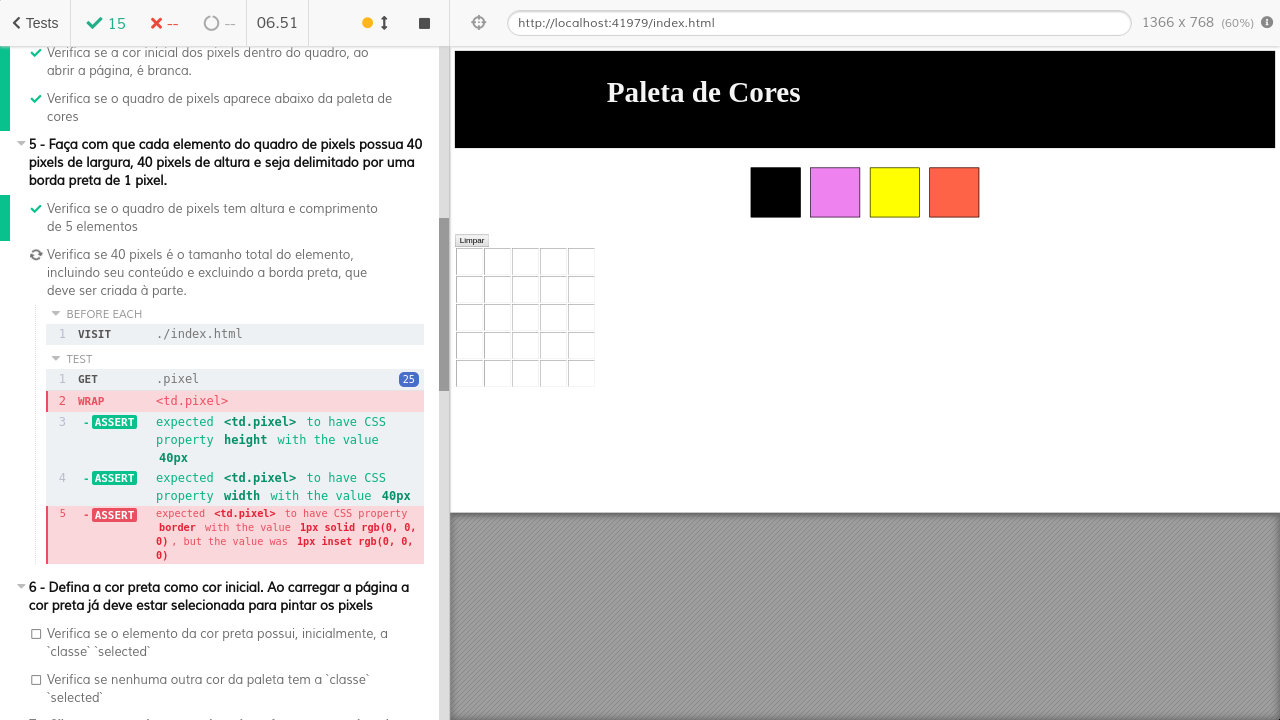 Tests
15
--
--
06.51
http://localhost:41979/index.html
1366 x 768 (60%)
Verifica se a cor inicial dos pixels dentro do quadro, ao
abrir a página, é branca.
Verifica se o quadro de pixels aparece abaixo da paleta de
cores
5 - Faça com que cada elemento do quadro de pixels possua 40
pixels de largura, 40 pixels de altura e seja delimitado por uma
borda preta de 1 pixel.
Verifica se o quadro de pixels tem altura e comprimento
de 5 elementos
Verifica se 40 pixels é o tamanho total do elemento,
incluindo seu conteúdo e excluindo a borda preta, que
deve ser criada à parte.
BEFORE EACH
1 VISIT ./index.html
TEST
1 GET .pixel 25
2 WRAP <td.pixel>
3 -ASSERT expected <td.pixel> to have CSS
property height with the value
40px
4 -ASSERT expected <td.pixel> to have CSS
property width with the value 40px
5 -ASSERT expected <td.pixel> to have CSS property
border with the value 1px solid rgb(0, 0,
0), but the value was 1px inset rgb(0, 0,
0)
6 - Defina a cor preta como cor inicial. Ao carregar a página a
cor preta já deve estar selecionada para pintar os pixels
Verifica se o elemento da cor preta possui, inicialmente, a
`classe` `selected`
Verifica se nenhuma outra cor da paleta tem a `classe`
`selected`
Paleta de Cores
Limpar